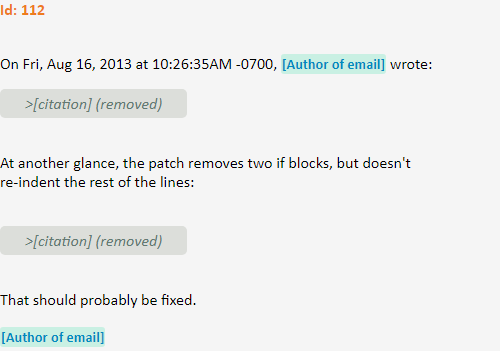 Id: 112
On Fri, Aug 16, 2013 at 10:26:35AM -0700, [Author of email] wrote:
>[citation] (removed)
At another glance, the patch removes two if blocks, but doesn't
re-indent the rest of the lines:
>[citation] (removed)
That should probably be fixed.
[Author of email]